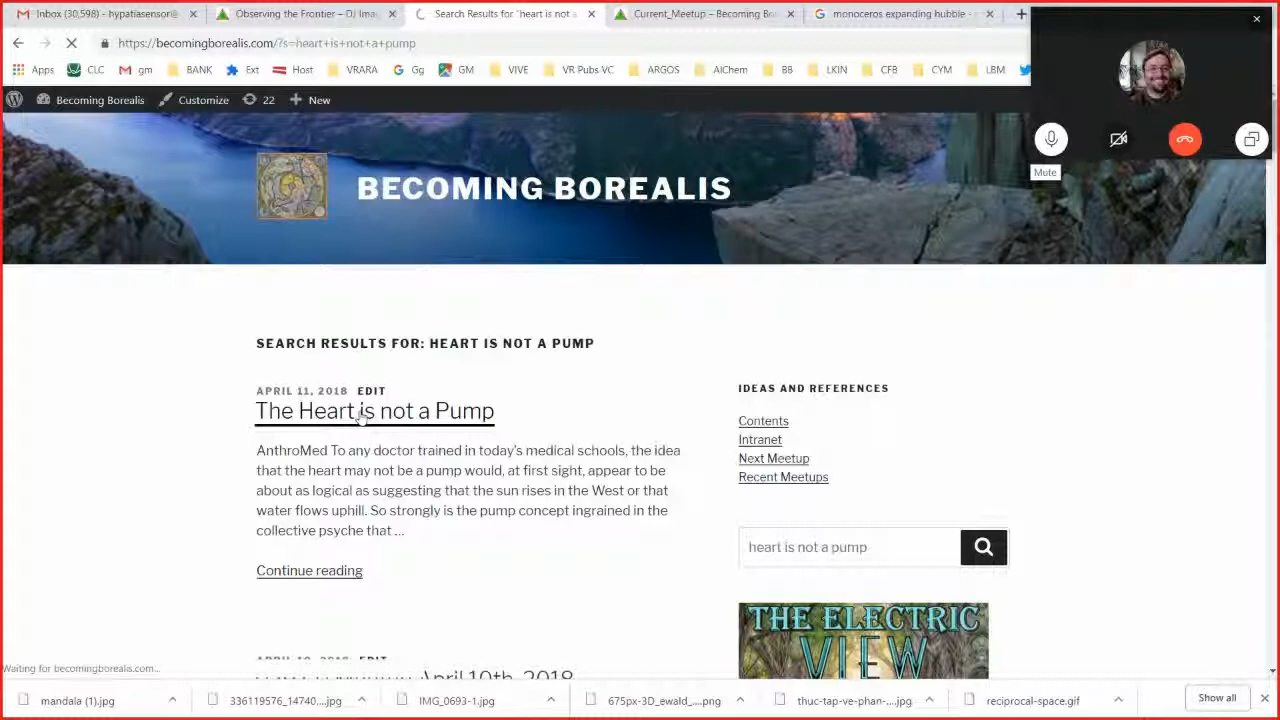 Inbox (30,598) - hypatiasensor@
Observing the Frontier – DJ Ima
Search Results for "heart is not a
Current_Meetup – Becoming Bo
monoceros expanding hubble -
https://becomingborealis.com/?s=heart+is+not+a+pump
Apps CLC gm BANK Ext Host VRARA Gg GM VIVE VR Pubs VC ARGOS AIChem BB LKIN CFB CYM LBM
Becoming Borealis Customize 22 New
Mute
BECOMING BOREALIS
SEARCH RESULTS FOR: HEART IS NOT A PUMP
APRIL 11, 2018 EDIT
The Heart is not a Pump
AnthroMed To any doctor trained in today's medical schools, the idea
that the heart may not be a pump would, at first sight, appear to be
about as logical as suggesting that the sun rises in the West or that
water flows uphill. So strongly is the pump concept ingrained in the
collective psyche that ...
Continue reading
IDEAS AND REFERENCES
Contents
Intranet
Next Meetup
Recent Meetups
heart is not a pump
THE ELECTRIC
VIEW
April 10th, 2018
Waiting for becomingborealis.com...
mandala (1).jpg
336119576_14740....jpg
IMG_0693-1.jpg
675px-3D_ewald_....png
thuc-tap-ve-phan-....jpg
reciprocal-space.gif
Show all